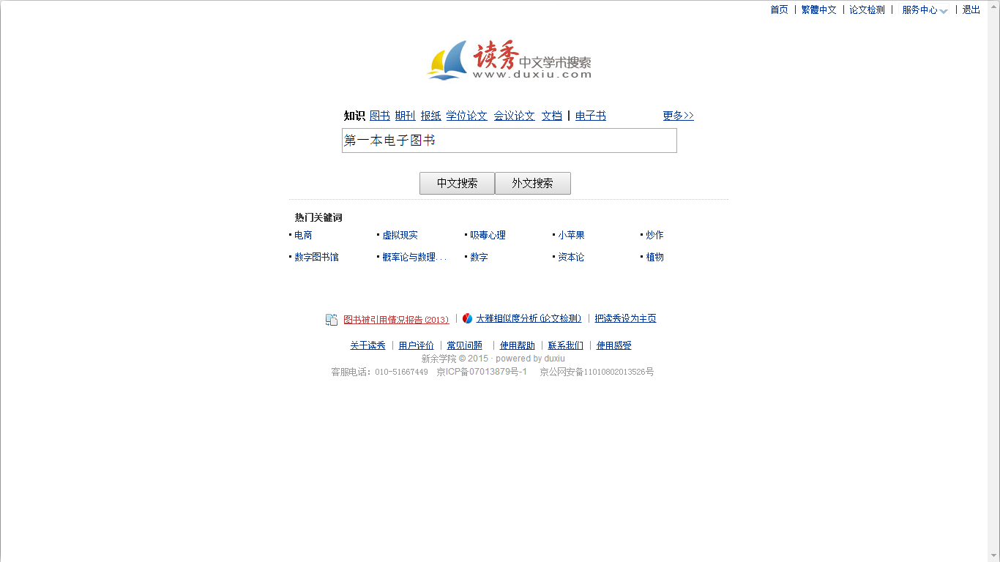 首页 | 繁體中文 | 论文检测 | 服务中心 | 退出
读秀中文学术搜索
www.duxiu.com
知识 图书 期刊 报纸 学位论文 会议论文 文档 | 电子书 更多>>
第一本电子图书
中文搜索 外文搜索
热门关键词
电商 虚拟现实 吸毒心理 小苹果 炒作
数字图书馆 概率论与数理... 数字 资本论 植物
图书被引用情况报告(2013) | 大雅相似度分析(论文检测) | 把读秀设为主页
关于读秀 | 用户评价 | 常见问题 | 使用帮助 | 联系我们 | 使用感受
新余学院 © 2015 · powered by duxiu
客服电话：010-51667449 京ICP备07013879号-1 京公网安备11010802013526号